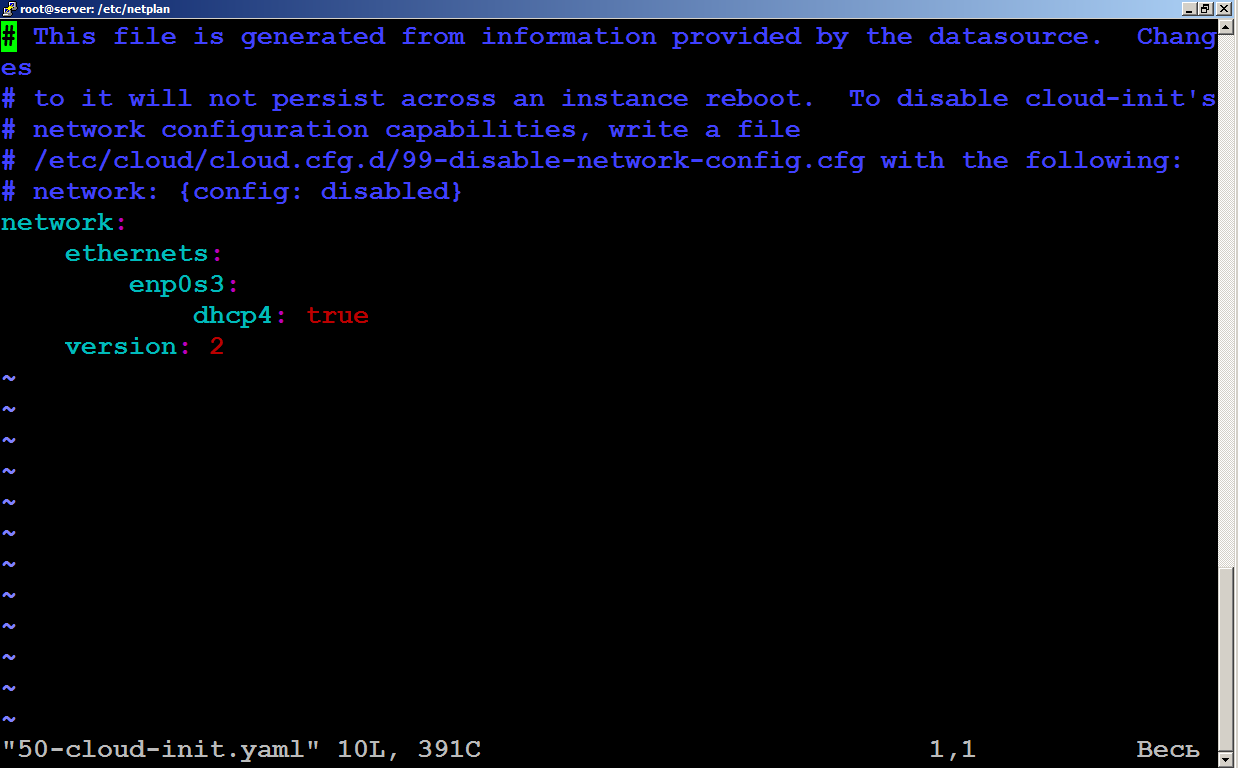 root@server: /etc/netplan
# This file is generated from information provided by the datasource.  Chang
es
# to it will not persist across an instance reboot.  To disable cloud-init's
# network configuration capabilities, write a file
# /etc/cloud/cloud.cfg.d/99-disable-network-config.cfg with the following:
# network: {config: disabled}
network:
    ethernets:
        enp0s3:
            dhcp4: true
    version: 2
~
~
~
~
~
~
~
~
~
~
~
~
"50-cloud-init.yaml" 10L, 391C 1,1 Весь